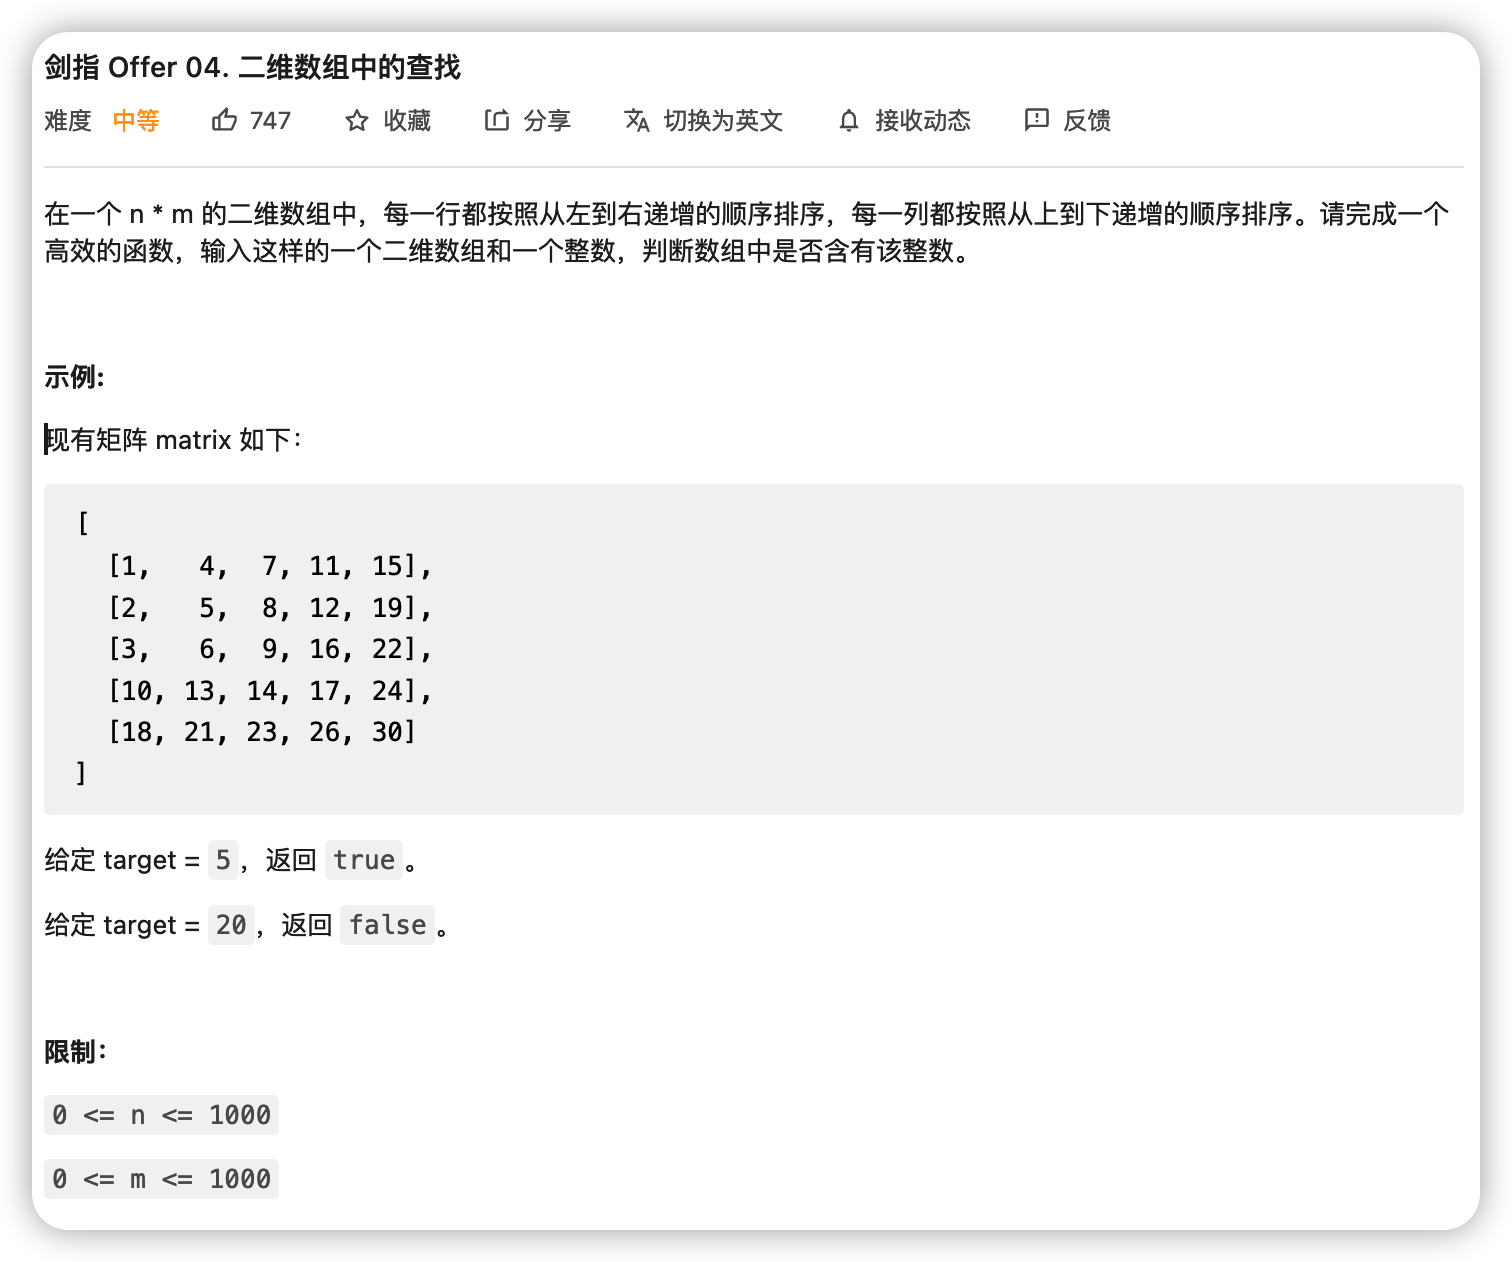 剑指 Offer 04. 二维数组中的查找
难度 中等 747 收藏 分享 切换为英文 接收动态 反馈
在一个 n * m 的二维数组中，每一行都按照从左到右递增的顺序排序，每一列都按照从上到下递增的顺序排序。请完成一个
高效的函数，输入这样的一个二维数组和一个整数，判断数组中是否含有该整数。
示例:
现有矩阵 matrix 如下：
[
[1,   4,  7, 11, 15],
[2,   5,  8, 12, 19],
[3,   6,  9, 16, 22],
[10, 13, 14, 17, 24],
[18, 21, 23, 26, 30]
]
给定 target = 5，返回 true。
给定 target = 20，返回 false。
限制：
0 <= n <= 1000
0 <= m <= 1000